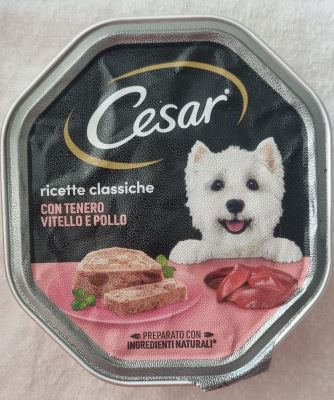 Cesar®
ricette classiche
CON TENERO
VITELLO E POLLO
PREPARATO CON
INGREDIENTI NATURALI*